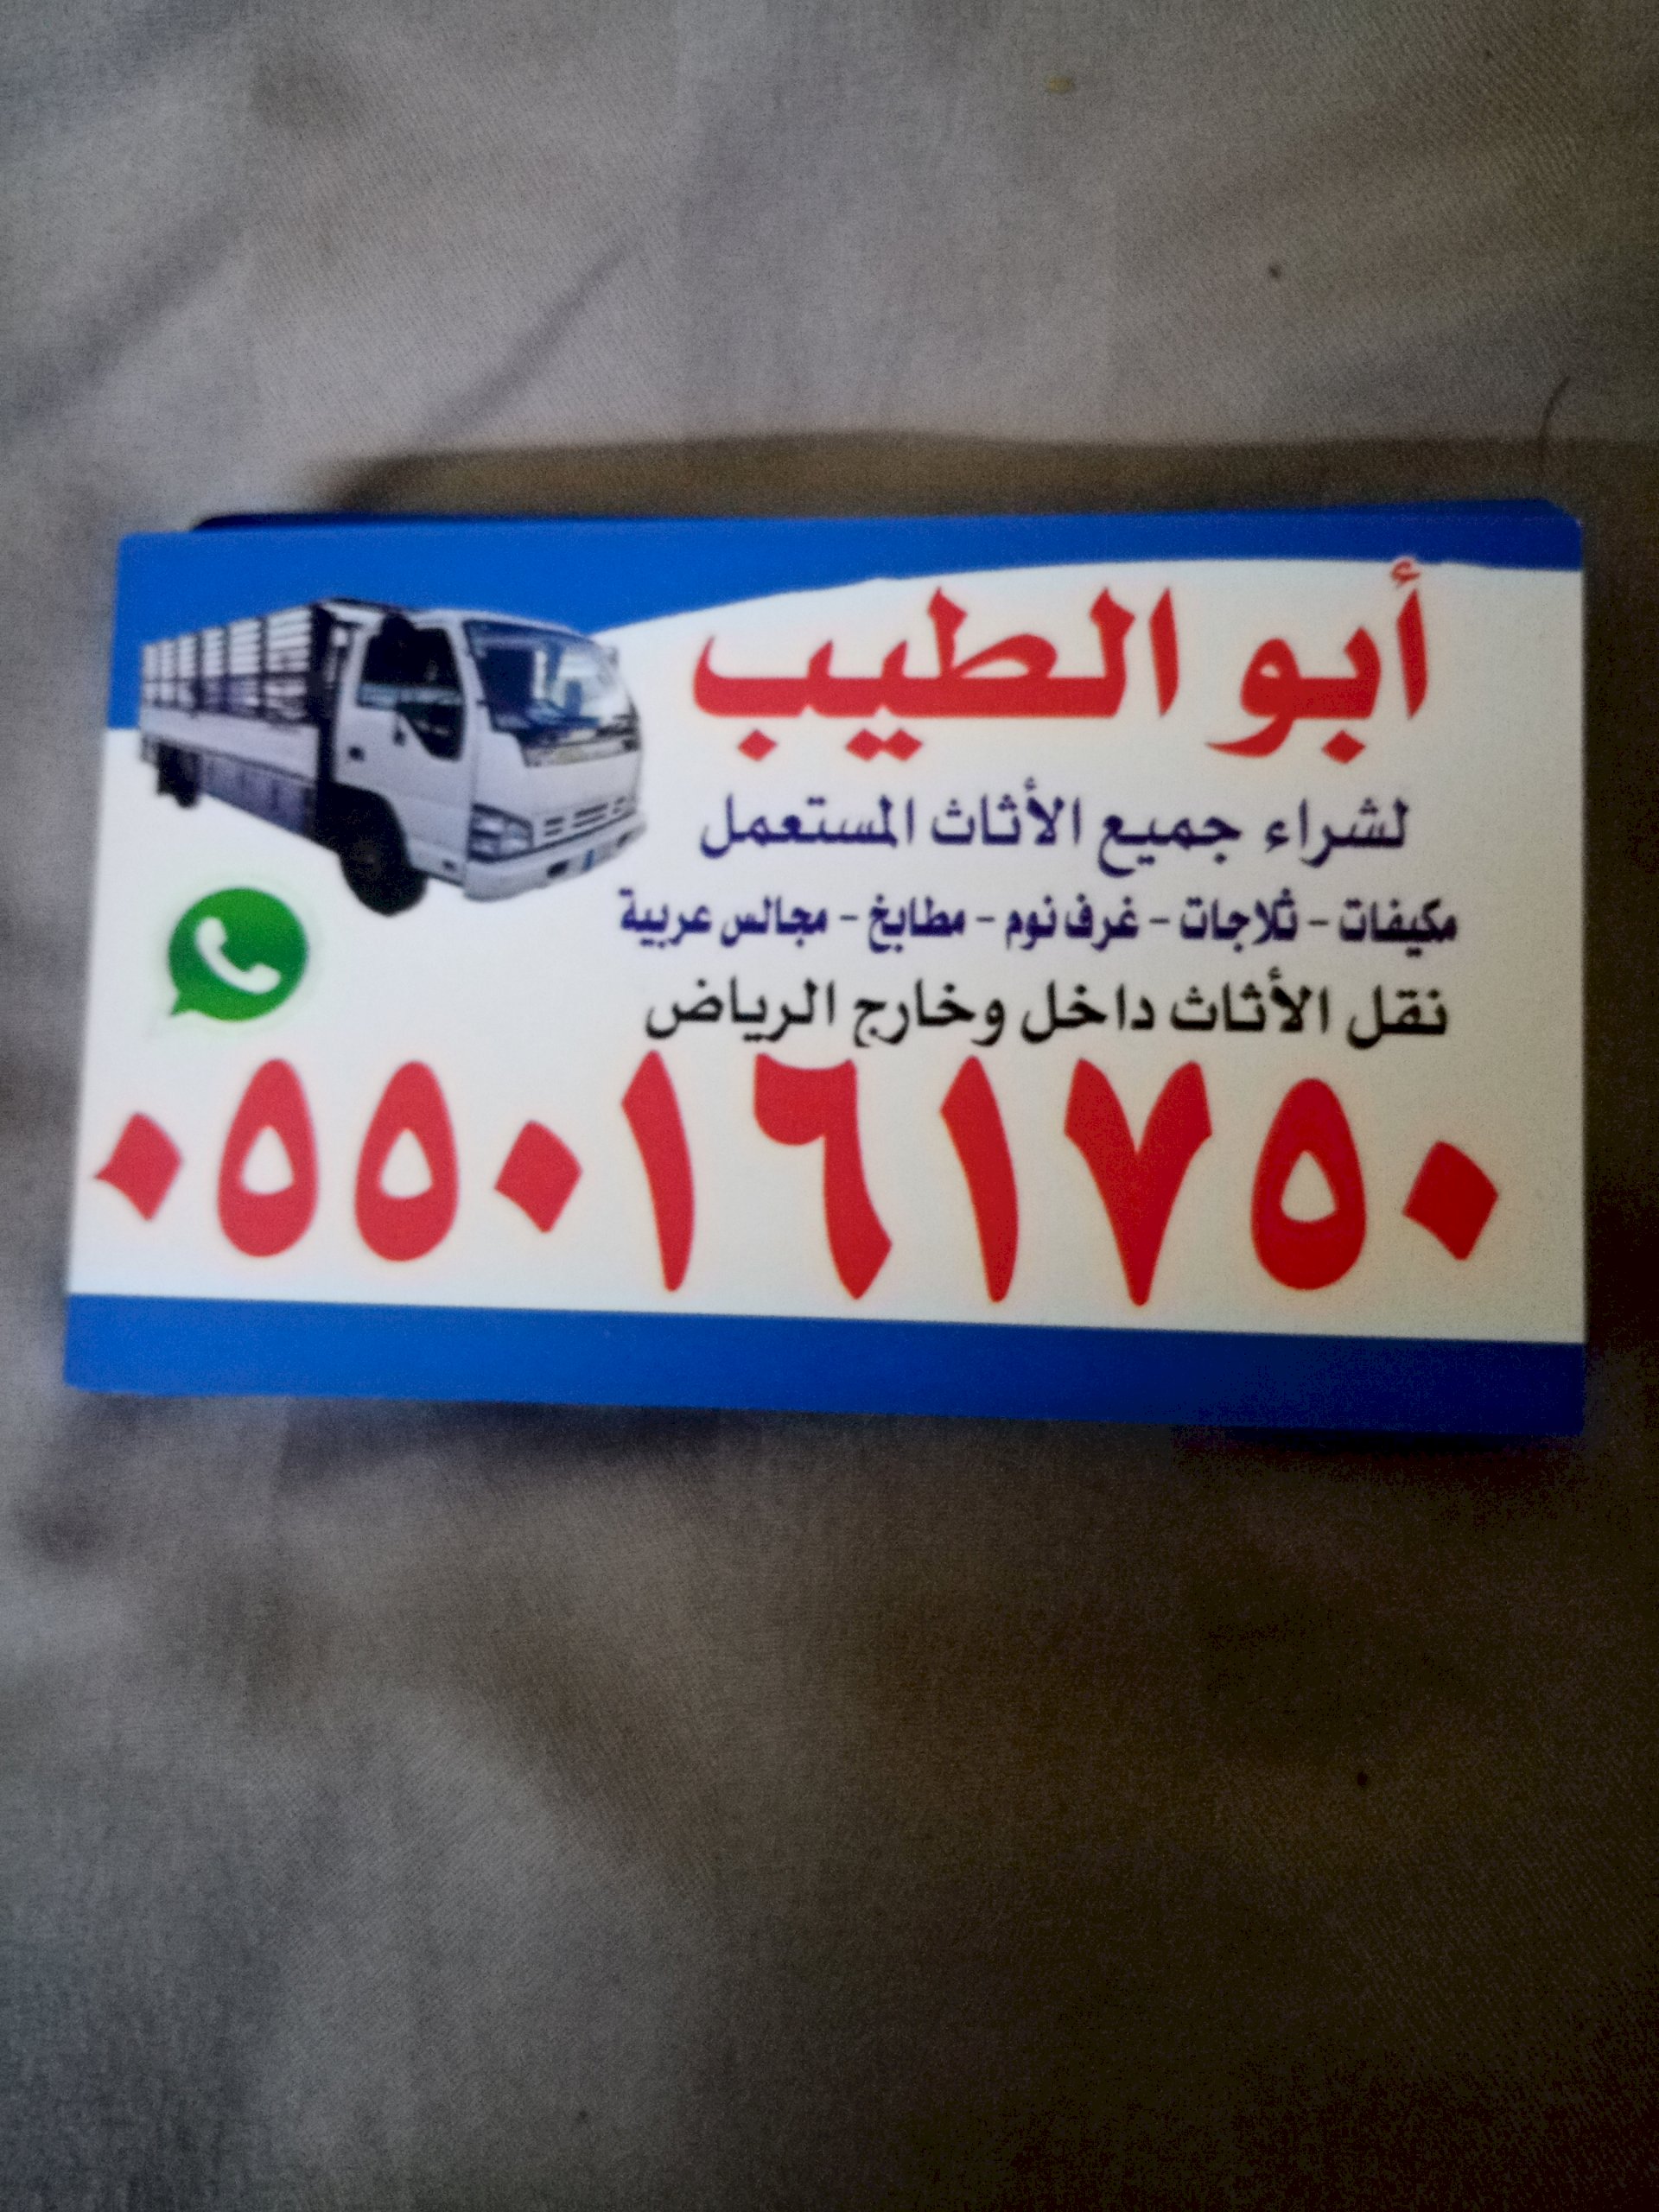 أبو الطيب
لشراء جميع الأثاث المستعمل
مكيفات - ثلاجات - غرف نوم - مطابخ - مجالس عربية
نقل الأثاث داخل وخارج الرياض
٠٥٥٠١٦١٧٥٠